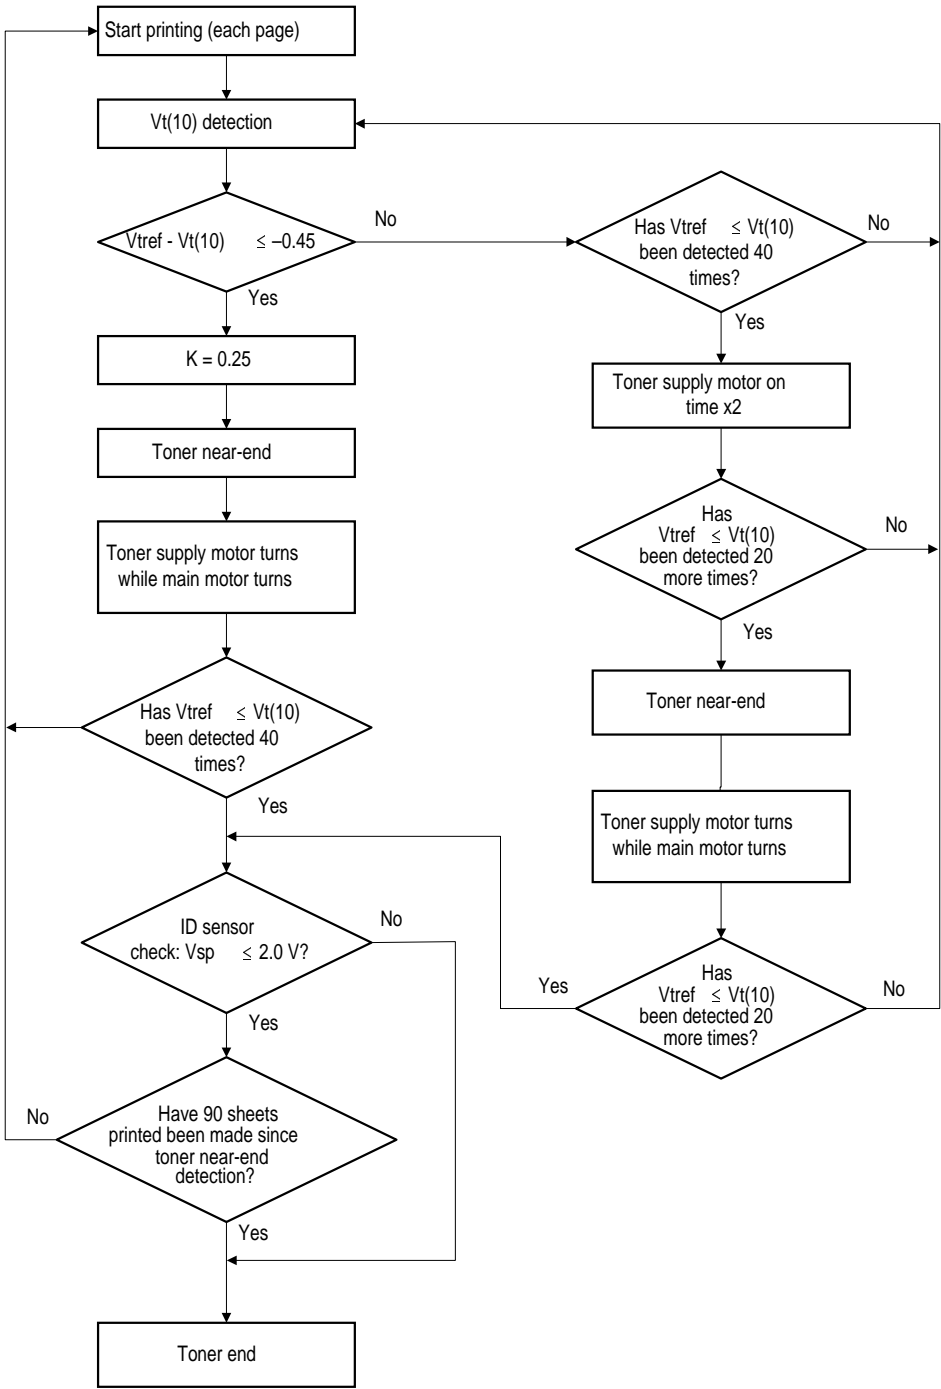 Start printing (each page)
Vt(10) detection
Vtref - Vt(10) ≤ –0.45
No
Yes
K = 0.25
Toner near-end
Toner supply motor turns
while main motor turns
Has Vtref ≤ Vt(10)
been detected 40
times?
Yes
ID sensor
check: Vsp ≤ 2.0 V?
No
Yes
Have 90 sheets
printed been made since
toner near-end
detection?
No
Yes
Toner end
Has Vtref ≤ Vt(10)
been detected 40
times?
No
Yes
Toner supply motor on
time x2
Has
Vtref ≤ Vt(10)
been detected 20
more times?
No
Yes
Toner near-end
Toner supply motor turns
while main motor turns
Has
Vtref ≤ Vt(10)
been detected 20
more times?
Yes
No